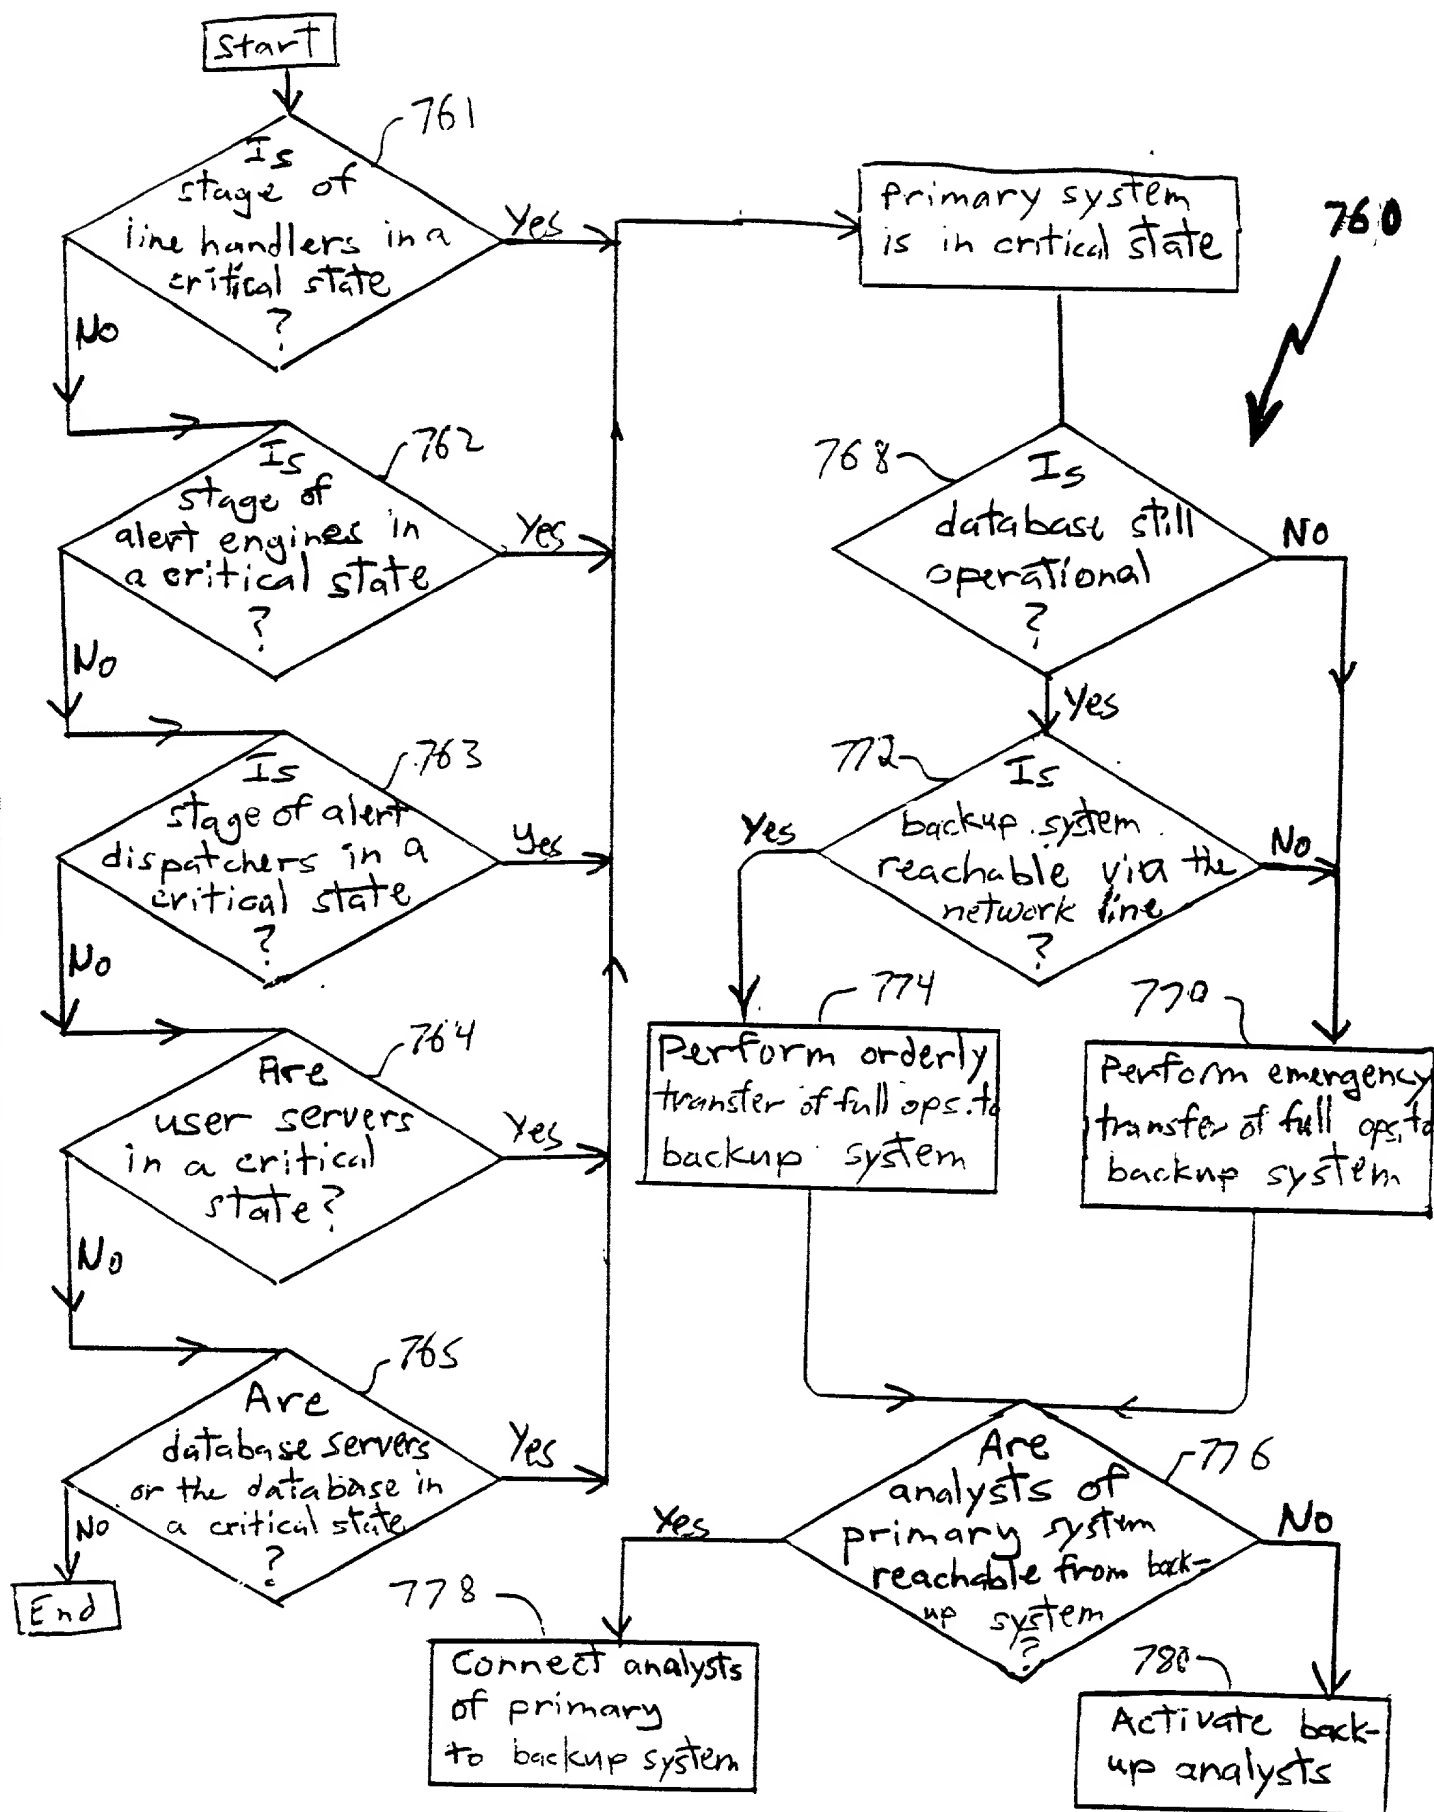 Start
761
Is
stage of
line handlers in a
critical state
?
Yes
No
762
Is
stage of
alert engines in
a critical state
?
Yes
No
763
Is
stage of alert
dispatchers in a
critical state
?
Yes
No
764
Are
user servers
in a critical
state?
Yes
No
765
Are
database servers
or the database in
a critical state
?
Yes
No
End
primary system
is in critical state
760
768
Is
database still
operational
?
No
Yes
772
Is
backup system
reachable via the
network line
?
Yes
No
774
Perform orderly
transfer of full ops. to
backup system
770
Perform emergency
transfer of full ops. to
backup system
776
Are
analysts of
primary system
reachable from back-
up system
?
Yes
No
778
Connect analysts
of primary
to backup system
780
Activate back-
up analysts